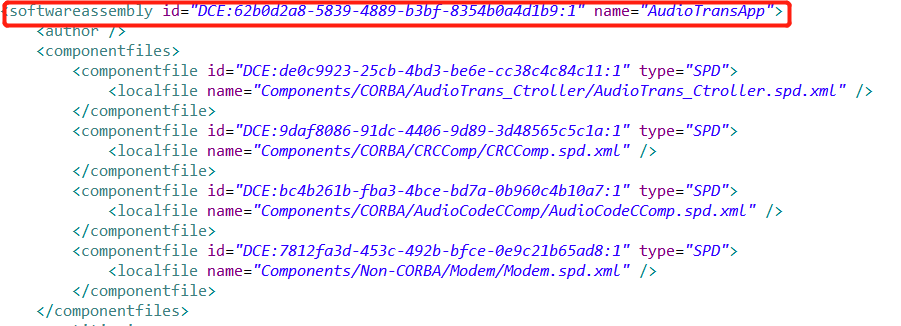 softwareassembly id="DCE:62b0d2a8-5839-4889-b3bf-8354b0a4d1b9:1" name="AudioTransApp">
<author />
<componentfiles>
<componentfile id="DCE:de0c9923-25cb-4bd3-be6e-cc38c4c84c11:1" type="SPD">
<localfile name="Components/CORBA/AudioTrans_Ctroller/AudioTrans_Ctroller.spd.xml" />
</componentfile>
<componentfile id="DCE:9daf8086-91dc-4406-9d89-3d48565c5c1a:1" type="SPD">
<localfile name="Components/CORBA/CRCComp/CRCComp.spd.xml" />
</componentfile>
<componentfile id="DCE:bc4b261b-fba3-4bce-bd7a-0b960c4b10a7:1" type="SPD">
<localfile name="Components/CORBA/AudioCodeCComp/AudioCodeCComp.spd.xml" />
</componentfile>
<componentfile id="DCE:7812fa3d-453c-492b-bfce-0e9c21b65ad8:1" type="SPD">
<localfile name="Components/Non-CORBA/Modem/Modem.spd.xml" />
</componentfile>
</componentfiles>